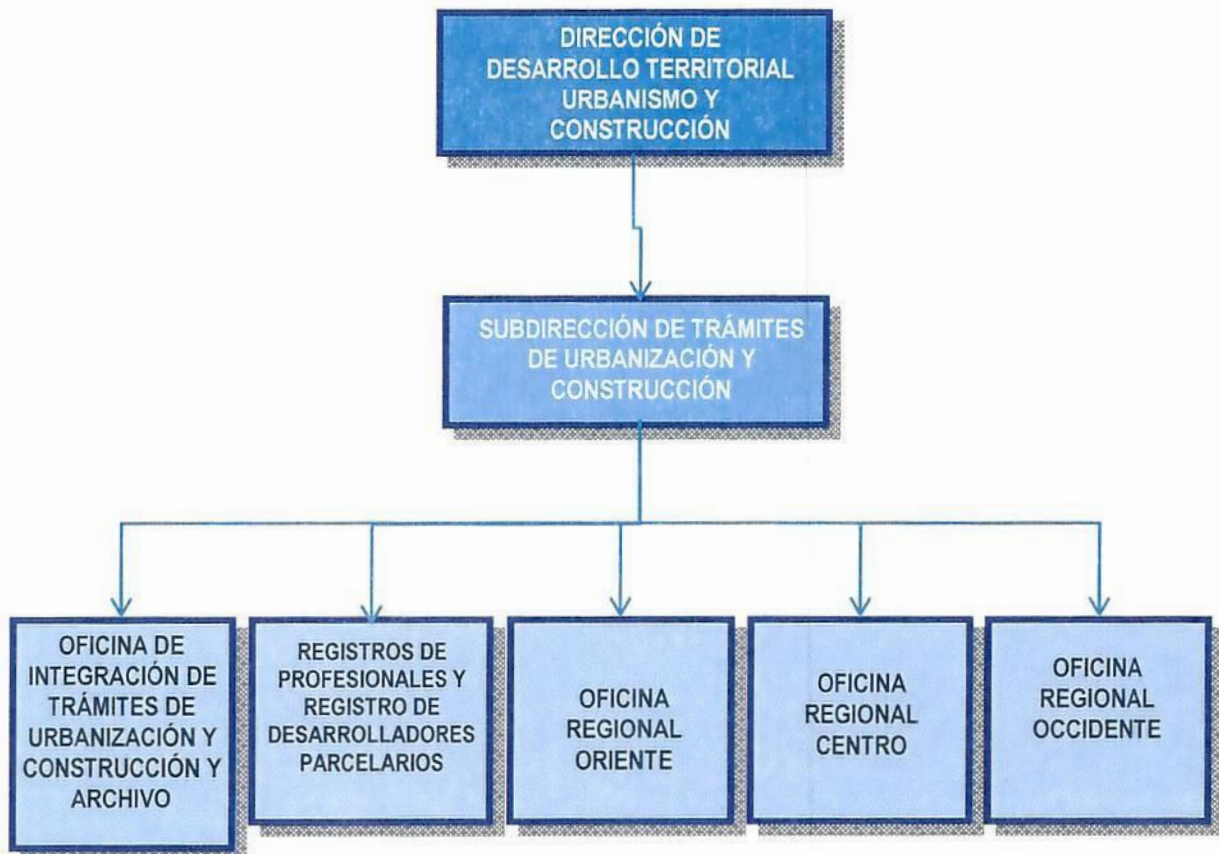 DIRECCIÓN DE
DESARROLLO TERRITORIAL
URBANISMO Y
CONSTRUCCIÓN
SUBDIRECCIÓN DE TRÁMITES
DE URBANIZACIÓN Y
CONSTRUCCIÓN
OFICINA DE
INTEGRACIÓN DE
TRÁMITES DE
URBANIZACIÓN Y
CONSTRUCCIÓN Y
ARCHIVO
REGISTROS DE
PROFESIONALES Y
REGISTRO DE
DESARROLLADORES
PARCELARIOS
OFICINA
REGIONAL
ORIENTE
OFICINA
REGIONAL
CENTRO
OFICINA
REGIONAL
OCCIDENTE